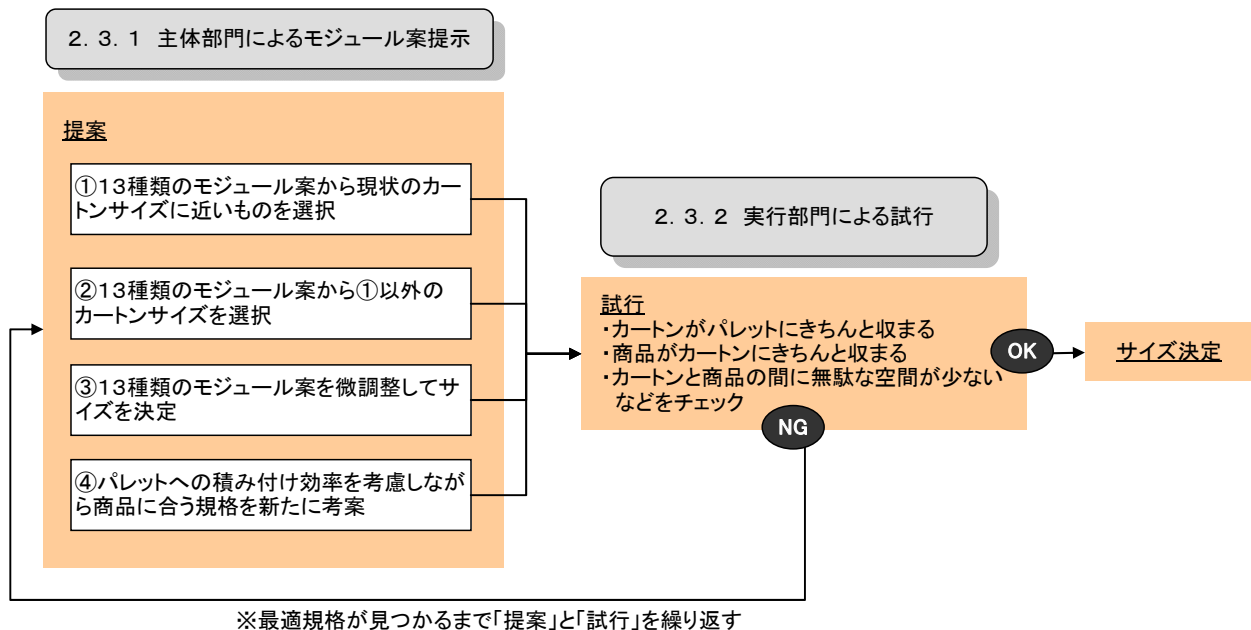 ２．３．１　主体部門によるモジュール案提示
提案
①１３種類のモジュール案から現状のカー
トンサイズに近いものを選択
②１３種類のモジュール案から①以外の
カートンサイズを選択
③１３種類のモジュール案を微調整してサ
イズを決定
④パレットへの積み付け効率を考慮しなが
ら商品に合う規格を新たに考案
２．３．２　実行部門による試行
試行
・カートンがパレットにきちんと収まる
・商品がカートンにきちんと収まる
・カートンと商品の間に無駄な空間が少ない
などをチェック
OK
サイズ決定
NG
※最適規格が見つかるまで「提案」と「試行」を繰り返す